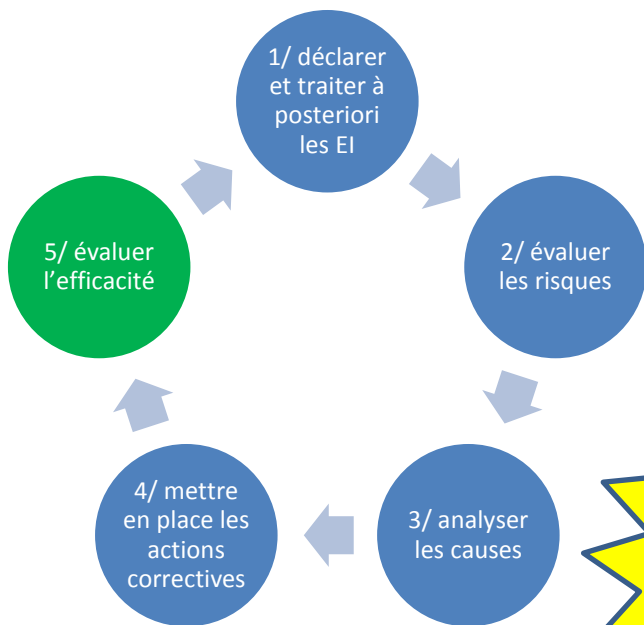 1/ déclarer
et traiter à
posteriori
les EI
2/ évaluer
les risques
3/ analyser
les causes
4/ mettre
en place les
actions
correctives
5/ évaluer
l’efficacité